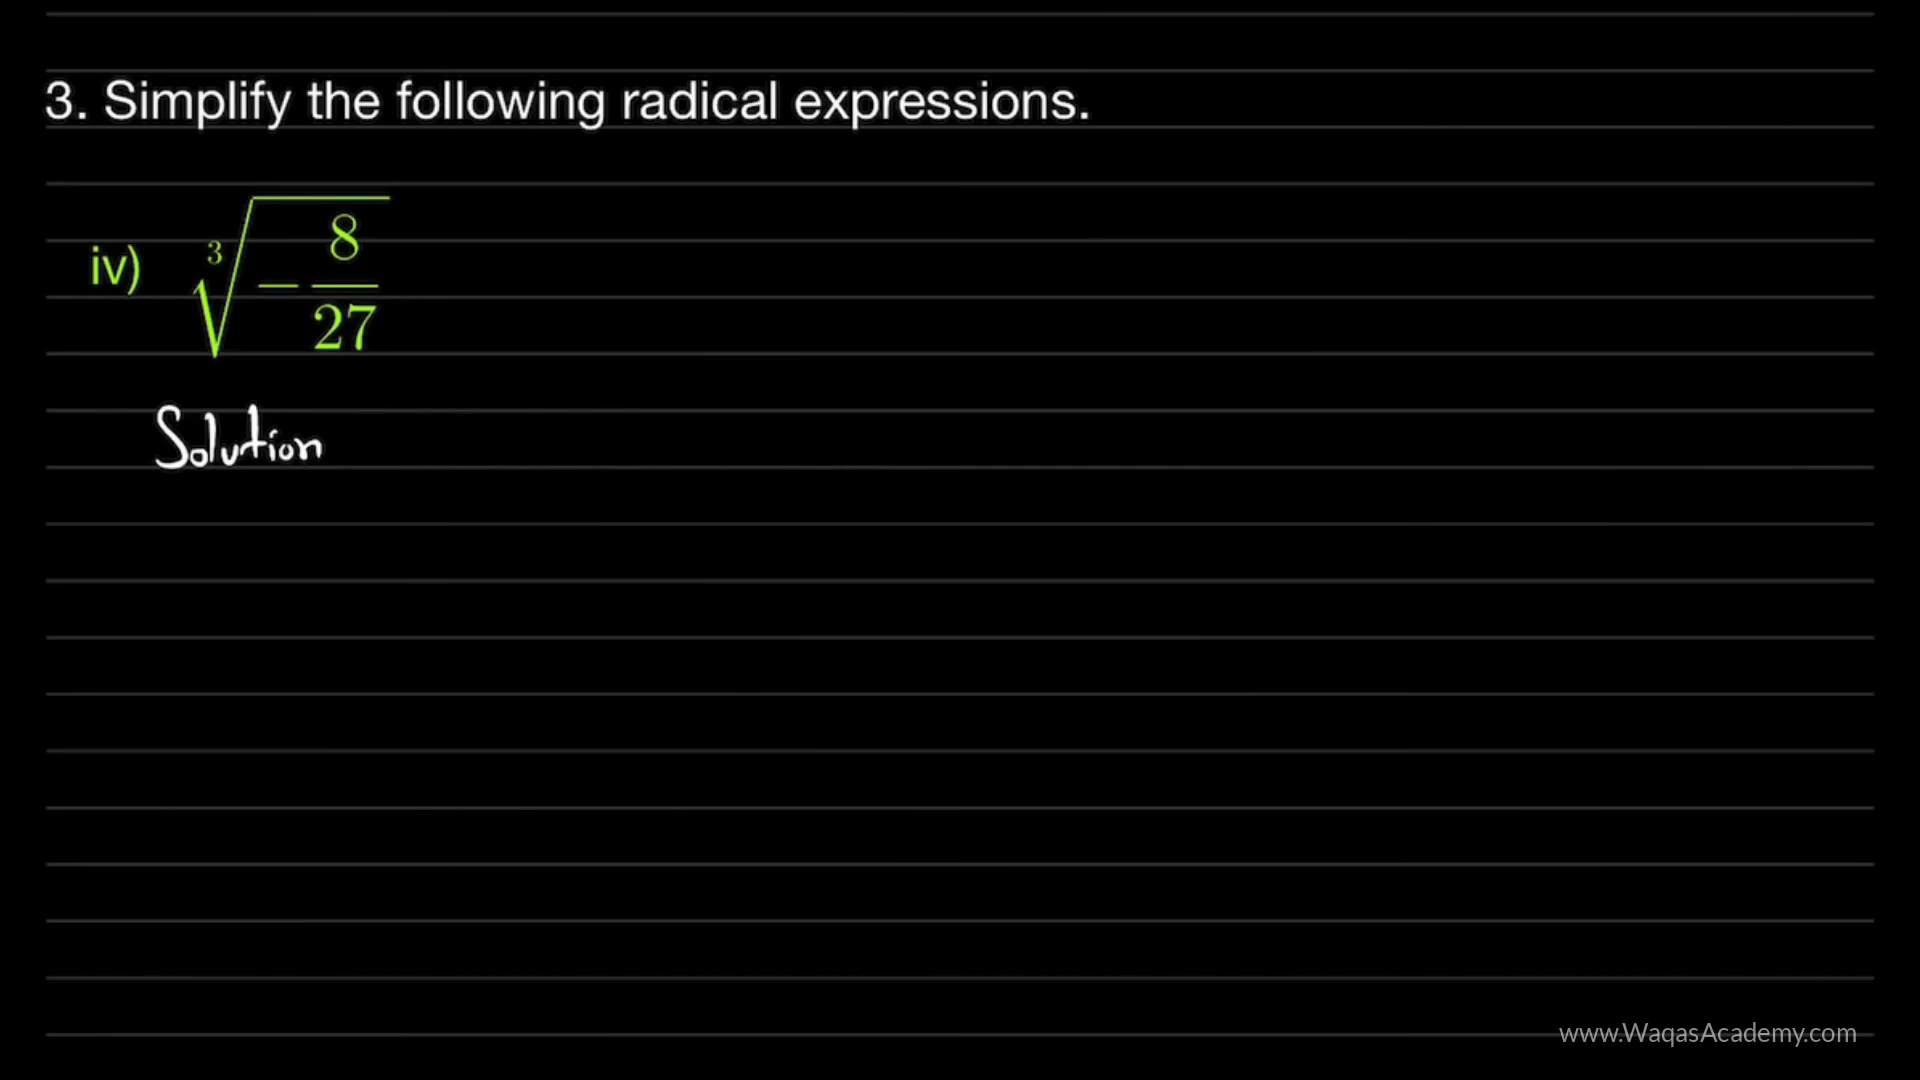 3. Simplify the following radical expressions.
iv) ∛(−8/27)
Solution
www.WaqasAcademy.com